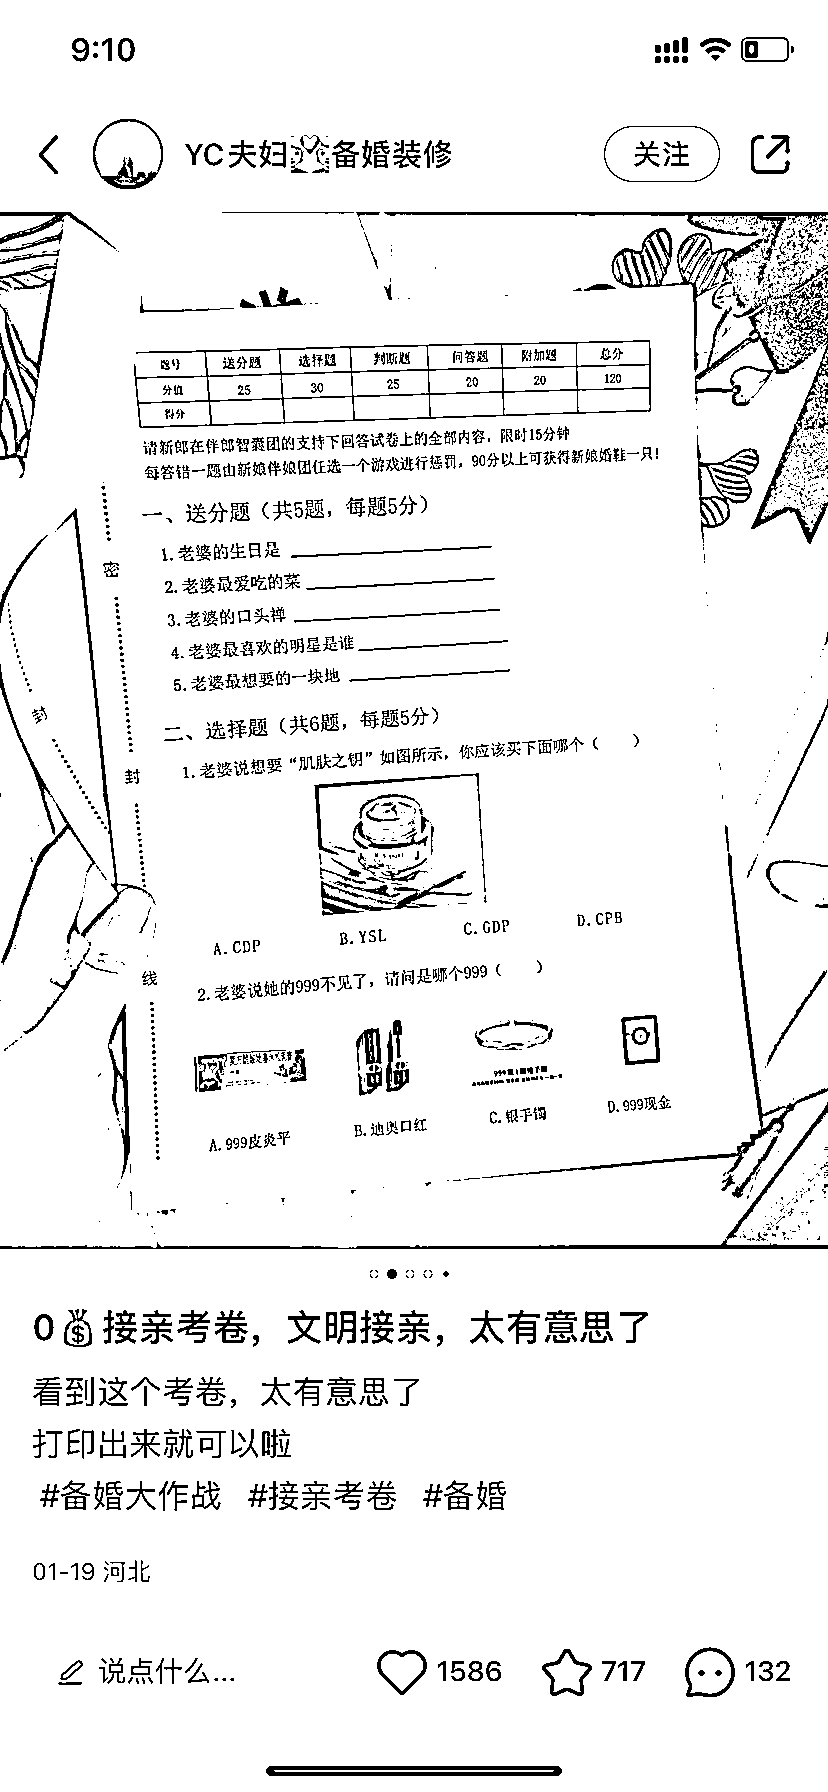 9:10
YC夫妇备婚装修
关注
题号 送分题 选择题 判断题 问答题 附加题 总分
分值 25 30 25 20 20 120
得分
请新郎在伴郎智囊团的支持下回答试卷上的全部内容，限时15分钟
每答错一题由新娘伴娘团任选一个游戏进行惩罚，90分以上可获得新娘婚鞋一只！
一、送分题（共5题，每题5分）
1.老婆的生日是
2.老婆最爱吃的菜
3.老婆的口头禅
4.老婆最喜欢的明星是谁
5.老婆最想要的一块地
二、选择题（共6题，每题5分）
1.老婆说想要“肌肤之钥”如图所示，你应该买下面哪个（ ）
A.CDP B.YSL C.GDP D.CPB
2.老婆说她的999不见了，请问是哪个999（ ）
A.999皮炎平 B.迪奥口红 C.银手镯 D.999现金
密
封
线
封
0 接亲考卷，文明接亲，太有意思了
看到这个考卷，太有意思了
打印出来就可以啦
#备婚大作战 #接亲考卷 #备婚
01-19 河北
说点什么...
1586
717
132